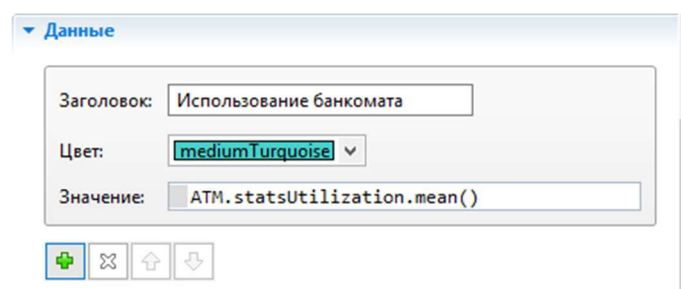 Данные
Заголовок: Использование банкомата
Цвет: mediumTurquoise
Значение: ATM.statsUtilization.mean()